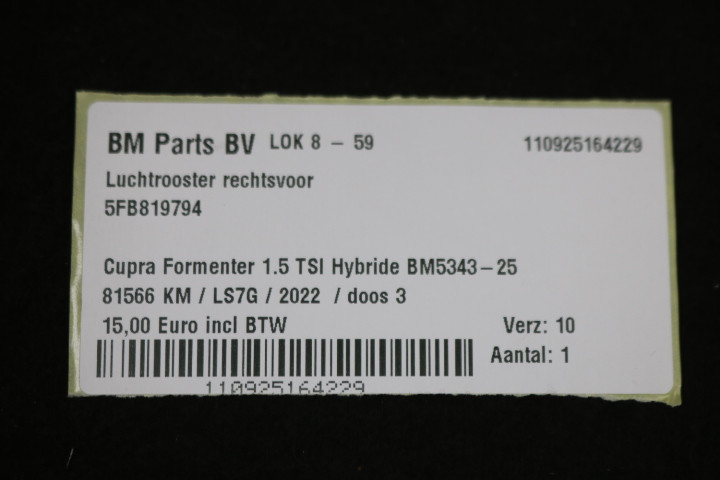 BM Parts BV LOK 8 - 59 110925164229
Luchtrooster rechtsvoor
5FB819794
Cupra Formenter 1.5 TSI Hybride BM5343-25
81566 KM / LS7G / 2022 / doos 3
15,00 Euro incl BTW Verz: 10
Aantal: 1
110925164229